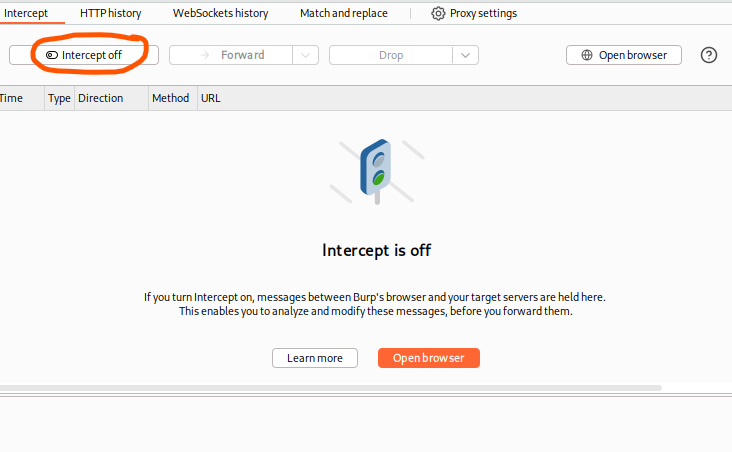 Intercept HTTP history WebSockets history Match and replace Proxy settings
Intercept off Forward Drop Open browser ?
Time Type Direction Method URL
Intercept is off
If you turn Intercept on, messages between Burp's browser and your target servers are held here.
This enables you to analyze and modify these messages, before you forward them.
Learn more Open browser